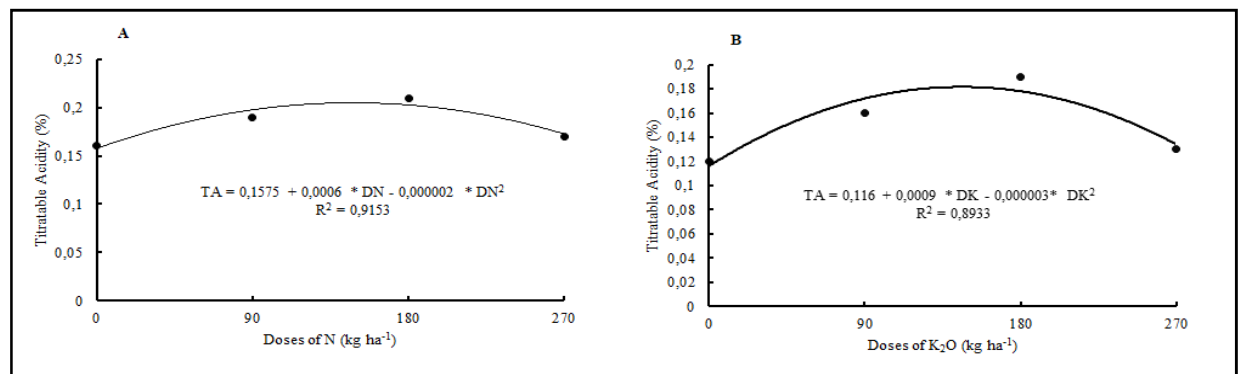 A
0,25
0,2
0,15
0,1
0,05
0
Titratable Acidity (%)
TA = 0,1575 + 0,0006 * DN - 0,000002 * DN²
R² = 0,9153
0 90 180 270
Doses of N (kg ha⁻¹)
B
0,2
0,18
0,16
0,14
0,12
0,1
0,08
0,06
0,04
0,02
0
Titratable Acidity (%)
TA = 0,116 + 0,0009 * DK - 0,000003* DK²
R² = 0,8933
0 90 180 270
Doses of K₂O (kg ha⁻¹)